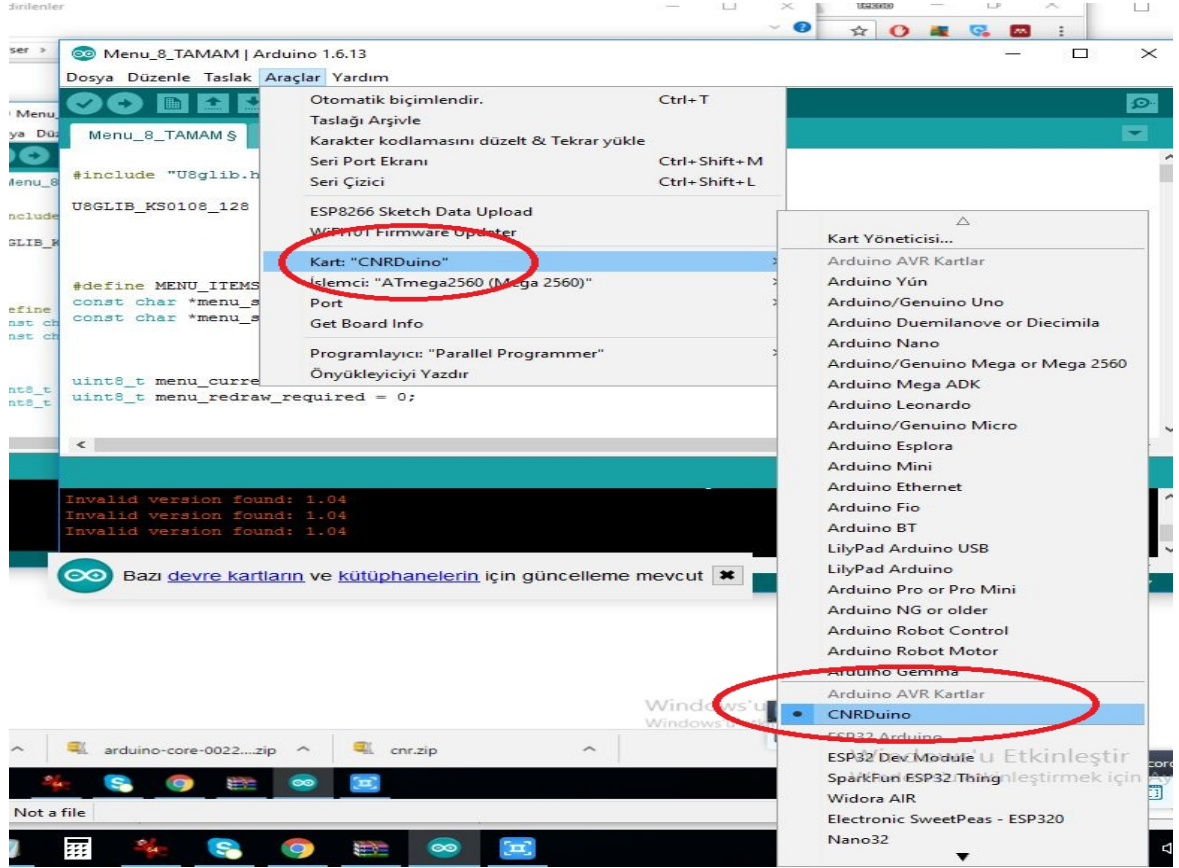 dirilenler
Menu_8_TAMAM | Arduino 1.6.13
Dosya Düzenle Taslak Araçlar Yardım
Menu_8_TAMAM §
#include "U8glib.h
U8GLIB_KS0108_128
#define MENU_ITEMS
const char *menu_s
const char *menu_s
uint8_t menu_curre
uint8_t menu_redraw_required = 0;
Otomatik biçimlendir. Ctrl+T
Taslağı Arşivle
Karakter kodlamasını düzelt & Tekrar yükle
Seri Port Ekranı Ctrl+Shift+M
Seri Çizici Ctrl+Shift+L
ESP8266 Sketch Data Upload
WiFi101 Firmware Updater
Kart: "CNRDuino"
İşlemci: "ATmega2560 (Mega 2560)"
Port
Get Board Info
Programlayıcı: "Parallel Programmer"
Önyükleyiciyi Yazdır
Kart Yöneticisi...
Arduino AVR Kartlar
Arduino Yún
Arduino/Genuino Uno
Arduino Duemilanove or Diecimila
Arduino Nano
Arduino/Genuino Mega or Mega 2560
Arduino Mega ADK
Arduino Leonardo
Arduino/Genuino Micro
Arduino Esplora
Arduino Mini
Arduino Ethernet
Arduino Fio
Arduino BT
LilyPad Arduino USB
LilyPad Arduino
Arduino Pro or Pro Mini
Arduino NG or older
Arduino Robot Control
Arduino Robot Motor
Arduino Gemma
Arduino AVR Kartlar
CNRDuino
ESP32 Arduino
ESP32 Dev Module
SparkFun ESP32 Thing
Widora AIR
Electronic SweetPeas - ESP320
Nano32
Invalid version found: 1.04
Invalid version found: 1.04
Invalid version found: 1.04
Bazı devre kartların ve kütüphanelerin için güncelleme mevcut
Windows'u
Windows'u Etkinleştir
arduino-core-0022....zip
cnr.zip
Not a file